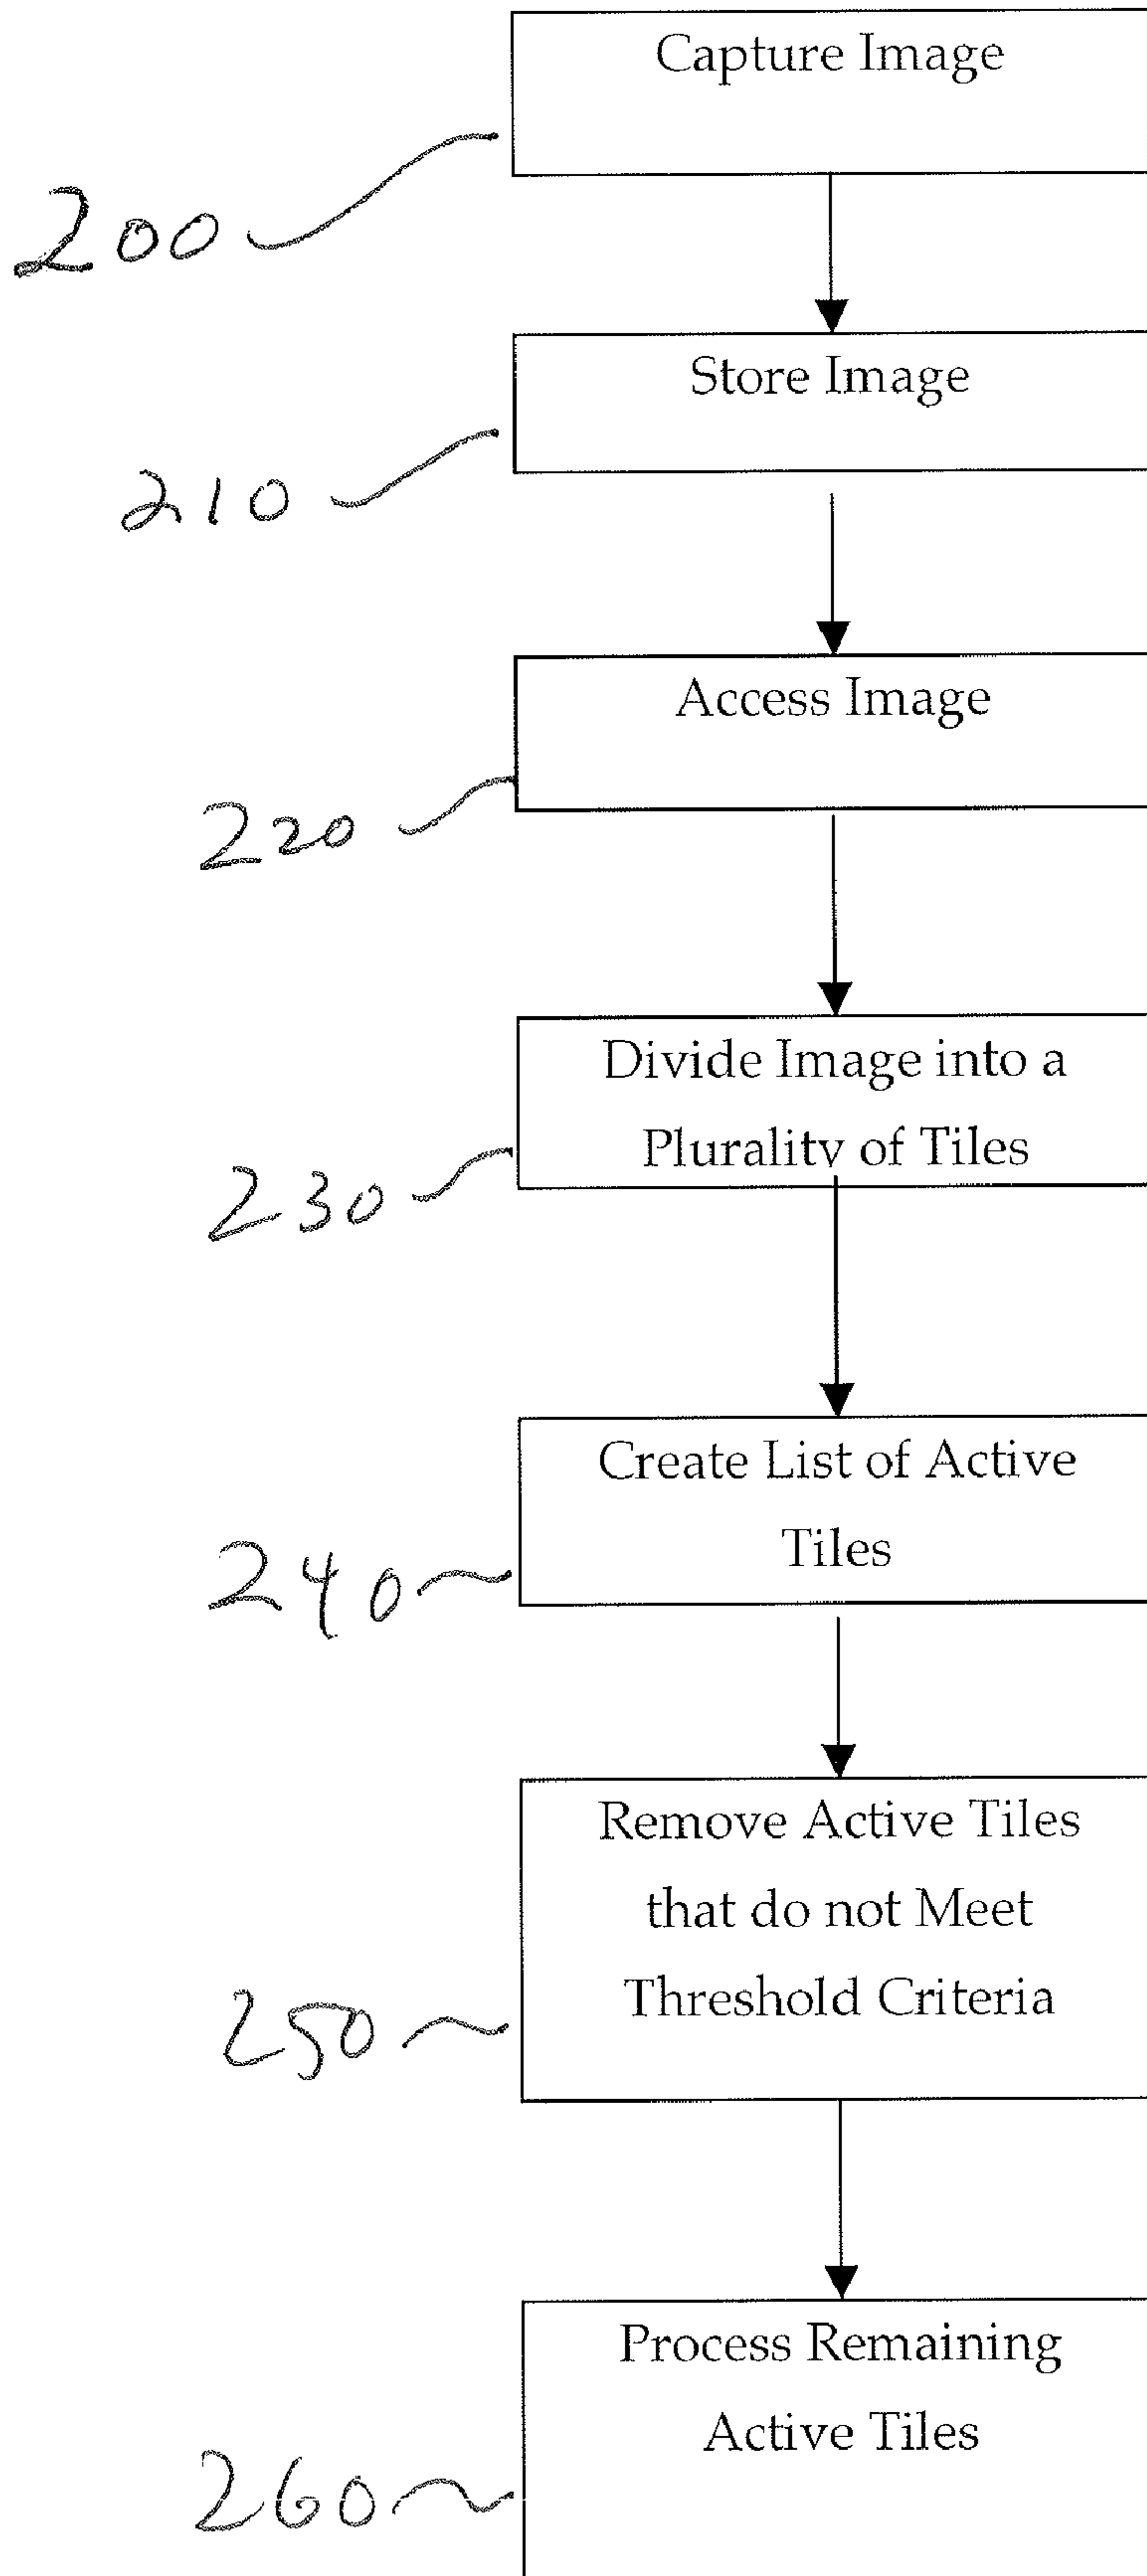 Capture Image
200
Store Image
210
Access Image
220
Divide Image into a
Plurality of Tiles
230
Create List of Active
Tiles
240
Remove Active Tiles
that do not Meet
Threshold Criteria
250
Process Remaining
Active Tiles
260